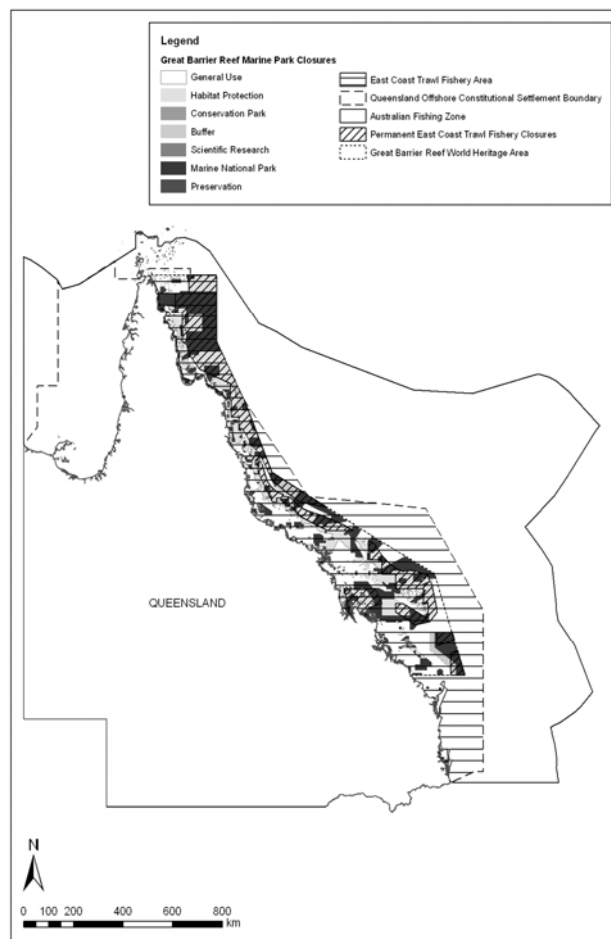 Legend
Great Barrier Reef Marine Park Closures
General Use
Habitat Protection
Conservation Park
Buffer
Scientific Research
Marine National Park
Preservation
East Coast Trawl Fishery Area
Queensland Offshore Constitutional Settlement Boundary
Australian Fishing Zone
Permanent East Coast Trawl Fishery Closures
Great Barrier Reef World Heritage Area
QUEENSLAND
N
0 100 200 400 600 800
km